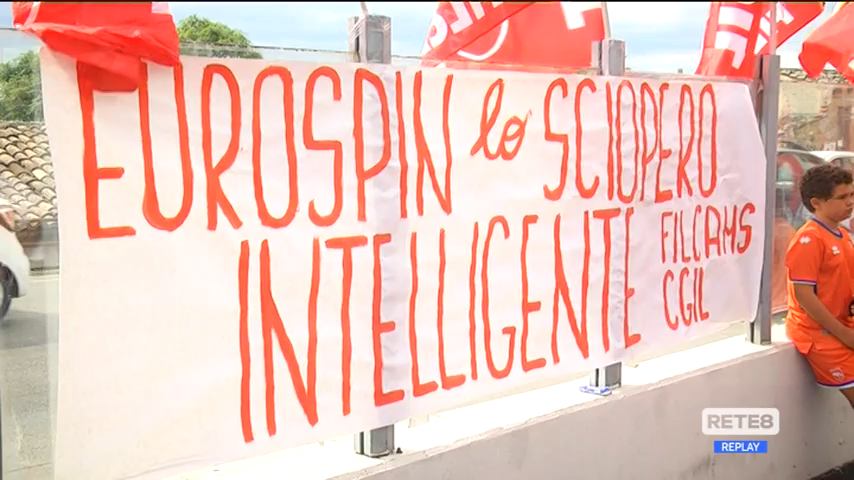 EUROSPIN lo SCIOPERO
INTELLIGENTE FILCAMS
CGIL
RETE8
REPLAY